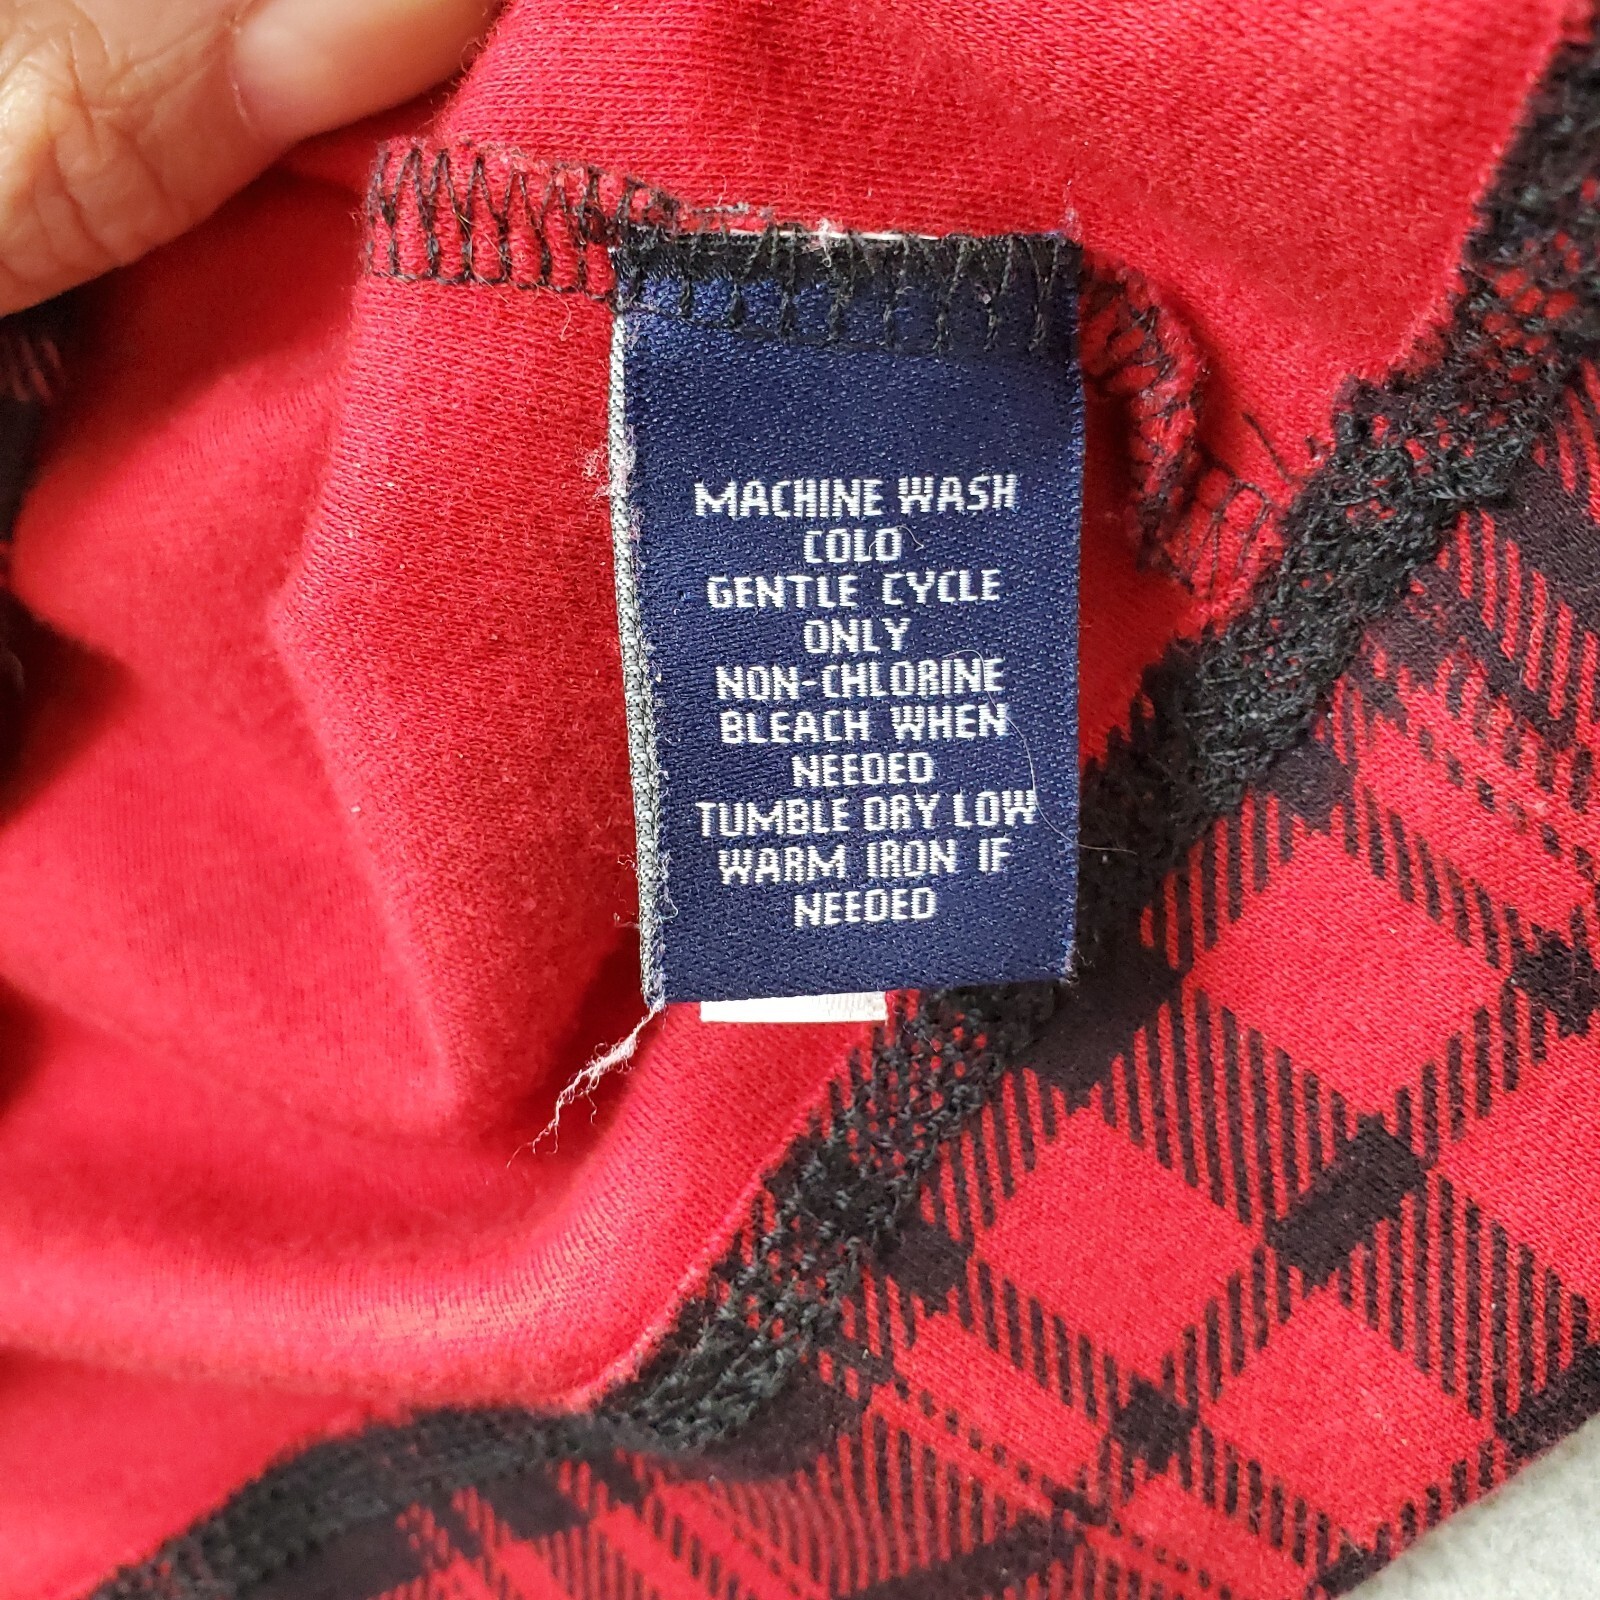 MACHINE WASH
COLD
GENTLE CYCLE
ONLY
NON-CHLORINE
BLEACH WHEN
NEEDED
TUMBLE DRY LOW
WARM IRON IF
NEEDED